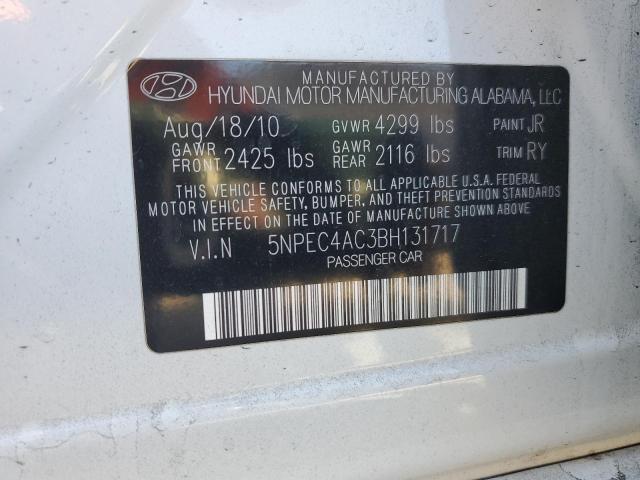 MANUFACTURED BY
HYUNDAI MOTOR MANUFACTURING ALABAMA, LLC
Aug/18/10 GVWR 4299 lbs PAINT JR
GAWR FRONT 2425 lbs GAWR REAR 2116 lbs TRIM RY
THIS VEHICLE CONFORMS TO ALL APPLICABLE U.S.A. FEDERAL
MOTOR VEHICLE SAFETY, BUMPER, AND THEFT PREVENTION STANDARDS
IN EFFECT ON THE DATE OF MANUFACTURE SHOWN ABOVE.
V.I.N 5NPEC4AC3BH131717
PASSENGER CAR